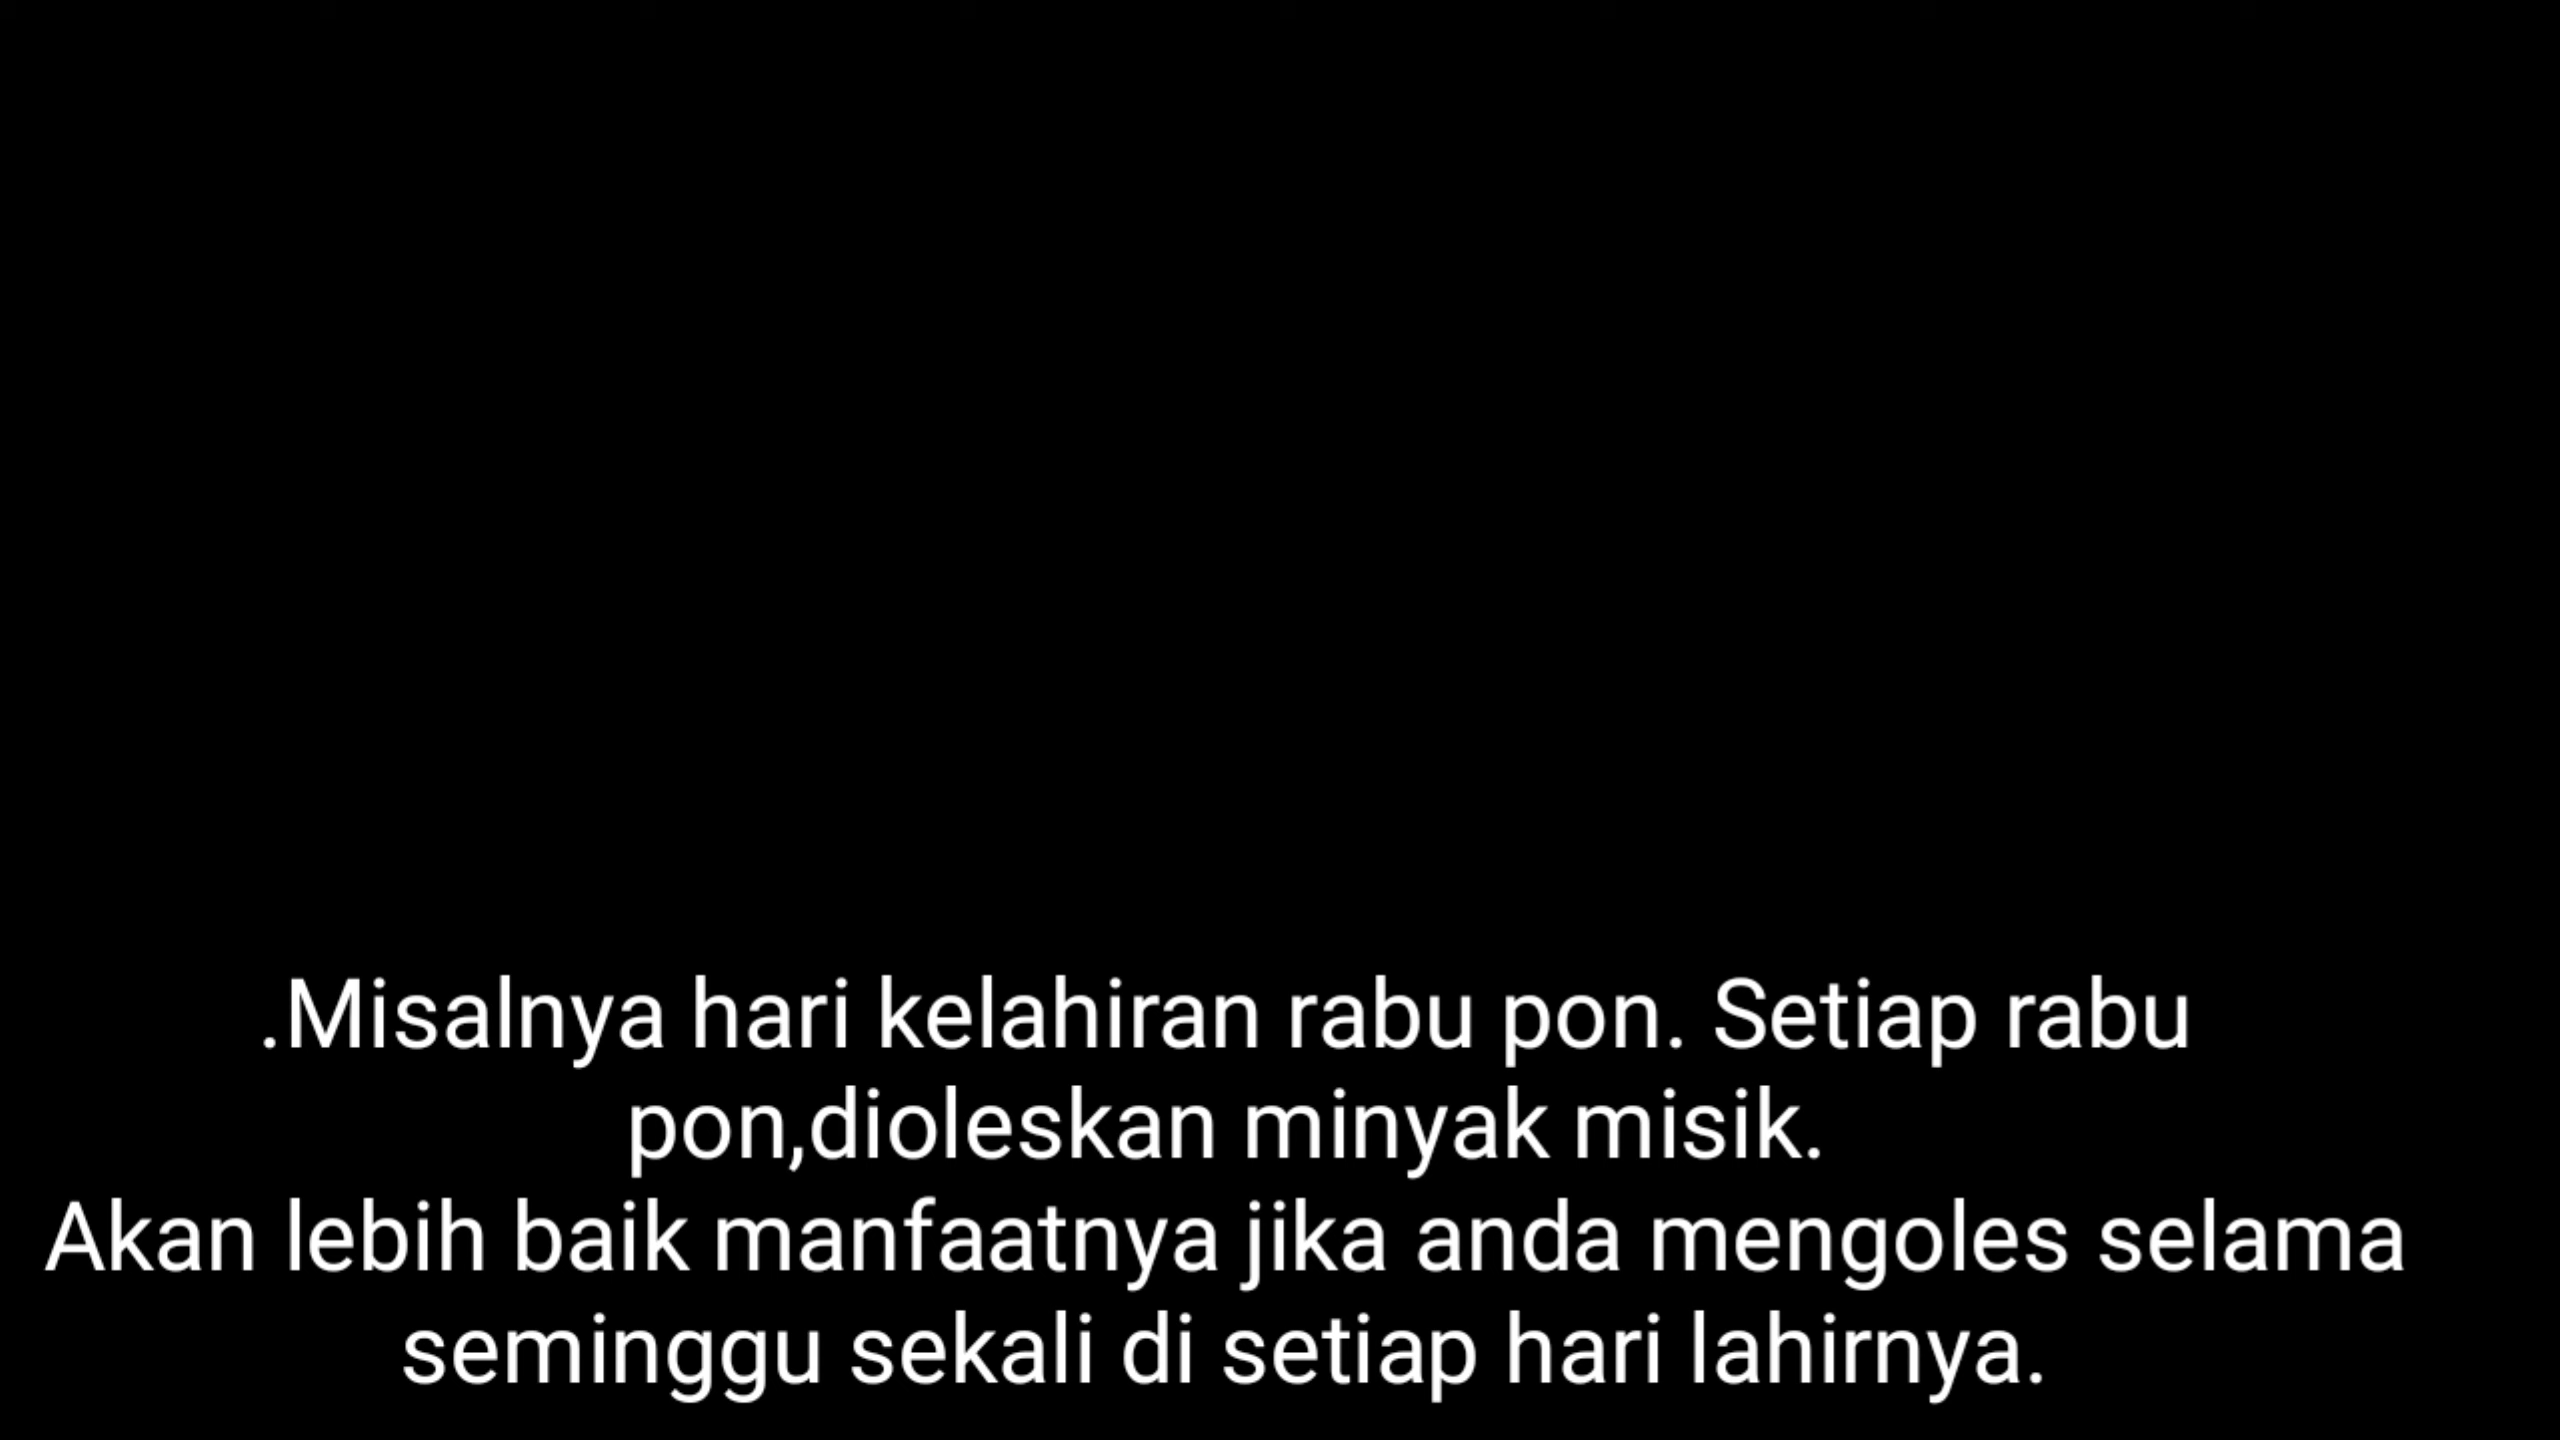 .Misalnya hari kelahiran rabu pon. Setiap rabu
pon,dioleskan minyak misik.
Akan lebih baik manfaatnya jika anda mengoles selama
seminggu sekali di setiap hari lahirnya.